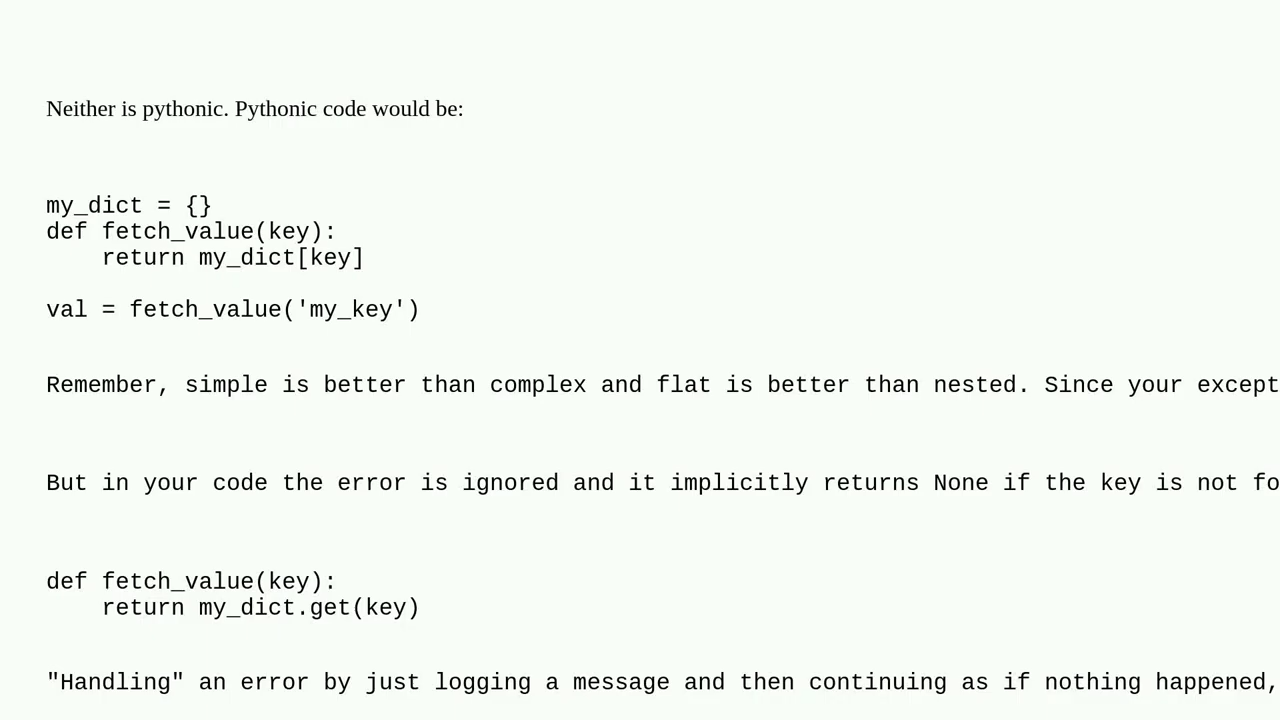 Neither is pythonic. Pythonic code would be:
my_dict = {}
def fetch_value(key):
    return my_dict[key]
val = fetch_value('my_key')
Remember, simple is better than complex and flat is better than nested. Since your
But in your code the error is ignored and it implicitly returns None if the key is not
def fetch_value(key):
    return my_dict.get(key)
"Handling" an error by just logging a message and then continuing as if nothing happened,